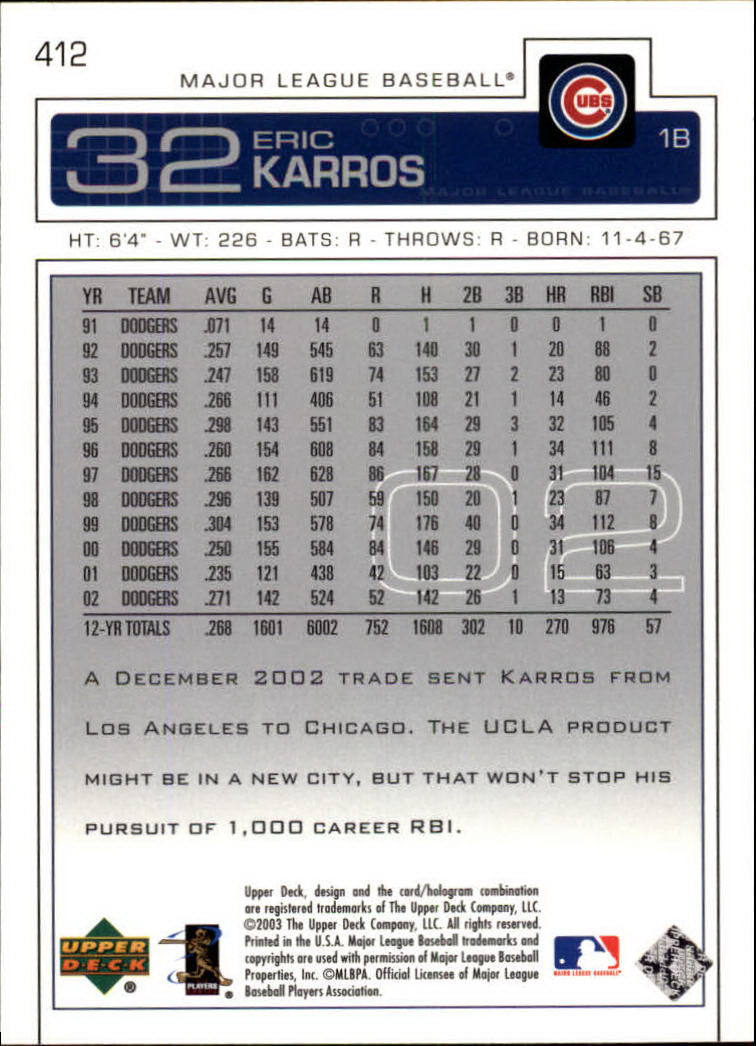 412
MAJOR LEAGUE BASEBALL®
CUBS
32 ERIC KARROS 1B
MAJOR LEAGUE BASEBALL
HT: 6'4" - WT: 226 - BATS: R - THROWS: R - BORN: 11-4-67
YR TEAM AVG G AB R H 2B 3B HR RBI SB
91 DODGERS .071 14 14 0 1 1 0 0 1 0
92 DODGERS .257 149 545 63 140 30 1 20 88 2
93 DODGERS .247 158 619 74 153 27 2 23 80 0
94 DODGERS .266 111 406 51 108 21 1 14 46 2
95 DODGERS .298 143 551 83 164 29 3 32 105 4
96 DODGERS .260 154 608 84 158 29 1 34 111 8
97 DODGERS .266 162 628 86 167 28 0 31 104 15
98 DODGERS .296 139 507 59 150 20 1 23 87 7
99 DODGERS .304 153 578 74 176 40 0 34 112 8
00 DODGERS .250 155 584 84 146 29 0 31 106 4
01 DODGERS .235 121 438 42 103 22 0 15 63 3
02 DODGERS .271 142 524 52 142 26 1 13 73 4
12-YR TOTALS .268 1601 6002 752 1608 302 10 270 976 57
02
A DECEMBER 2002 TRADE SENT KARROS FROM
LOS ANGELES TO CHICAGO. THE UCLA PRODUCT
MIGHT BE IN A NEW CITY, BUT THAT WON'T STOP HIS
PURSUIT OF 1,000 CAREER RBI.
Upper Deck, design and the card/hologram combination
are registered trademarks of The Upper Deck Company, LLC.
©2003 The Upper Deck Company, LLC. All rights reserved.
Printed in the U.S.A. Major League Baseball trademarks and
copyrights are used with permission of Major League Baseball
Properties, Inc. ©MLBPA. Official Licensee of Major League
Baseball Players Association.
UPPER
D·E·C·K
®
PLAYERS
®
MAJOR LEAGUE BASEBALL